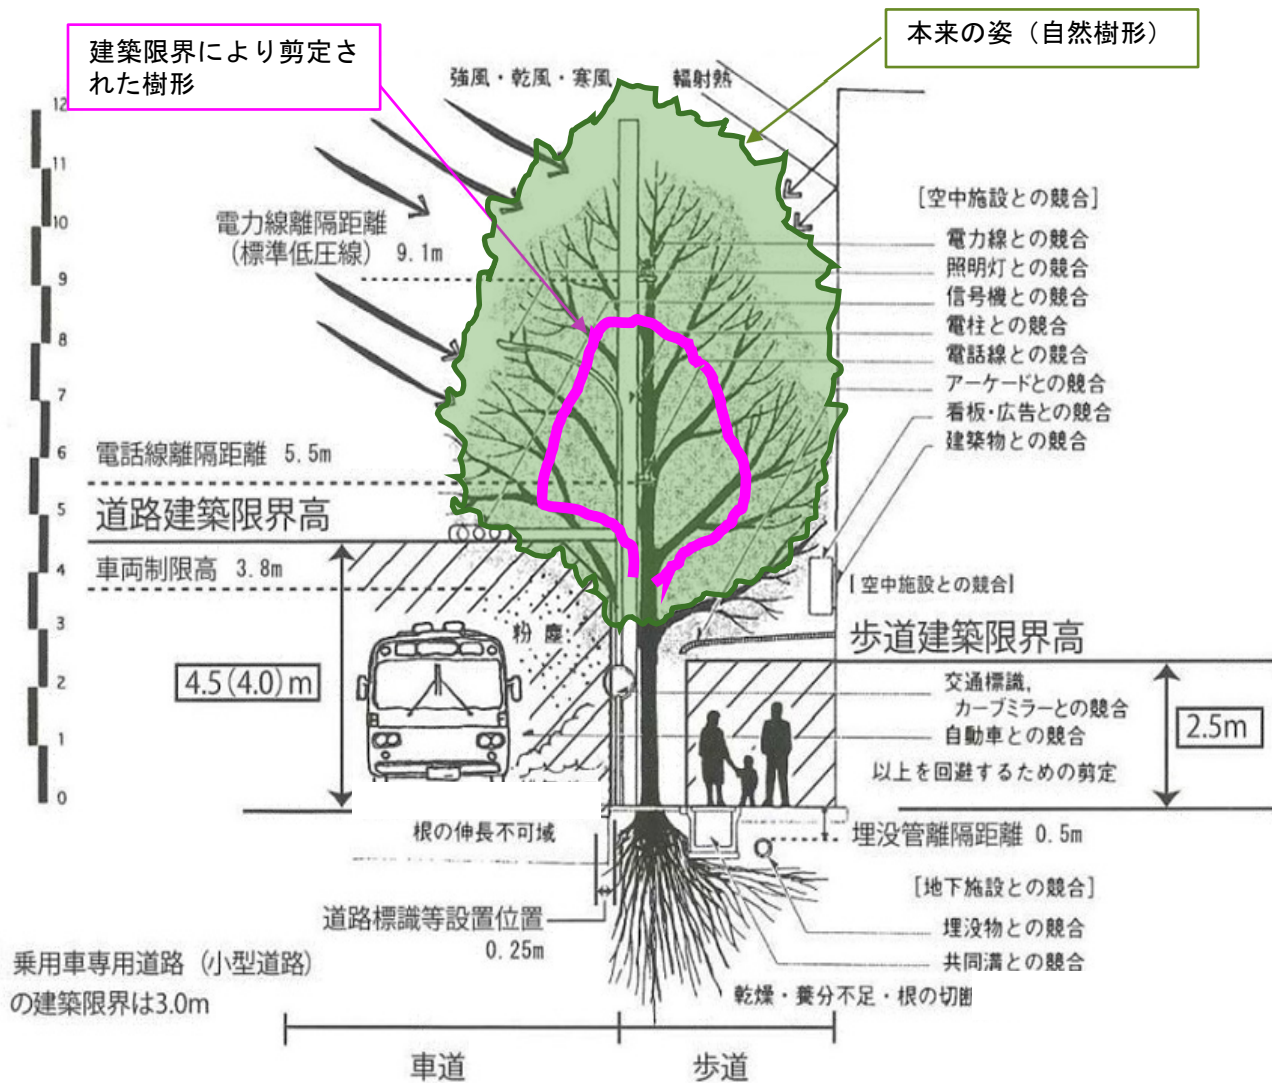 建築限界により剪定さ
れた樹形
本来の姿（自然樹形）
強風・乾風・寒風
輻射熱
12
11
10
9
8
7
6
5
4
3
2
1
0
電力線離隔距離
(標準低圧線) 9.1m
電話線離隔距離 5.5m
道路建築限界高
車両制限高 3.8m
粉塵
4.5(4.0)m
[空中施設との競合]
電力線との競合
照明灯との競合
信号機との競合
電柱との競合
電話線との競合
アーケードとの競合
看板・広告との競合
建築物との競合
[空中施設との競合]
歩道建築限界高
交通標識,
カーブミラーとの競合
自動車との競合
以上を回避するための剪定
2.5m
根の伸長不可域
埋没管離隔距離 0.5m
[地下施設との競合]
埋没物との競合
共同溝との競合
道路標識等設置位置
0.25m
乾燥・養分不足・根の切断
乗用車専用道路（小型道路）
の建築限界は3.0m
車道
歩道